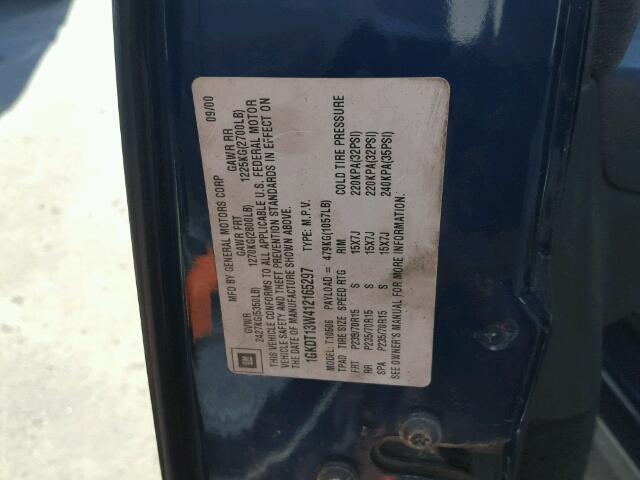 MFD BY GENERAL MOTORS CORP 09/00
GVWR GAWR FRT GAWR RR
2427KG(5350LB) 1270KG(2800LB) 1225KG(2700LB)
THIS VEHICLE CONFORMS TO ALL APPLICABLE U.S. FEDERAL MOTOR
VEHICLE SAFETY AND THEFT PREVENTION STANDARDS IN EFFECT ON
THE DATE OF MANUFACTURE SHOWN ABOVE.
1GKDT13W412165297 TYPE: M.P.V.
MODEL: T10506 PAYLOAD = 479KG(1057LB)
TPAD TIRE SIZE SPEED RTG RIM COLD TIRE PRESSURE
FRT P235/70R15 S 15X7J 220KPA(32PSI)
RR P235/70R15 S 15X7J 220KPA(32PSI)
SPA P235/70R15 S 15X7J 240KPA(35PSI)
SEE OWNER'S MANUAL FOR MORE INFORMATION.
GM